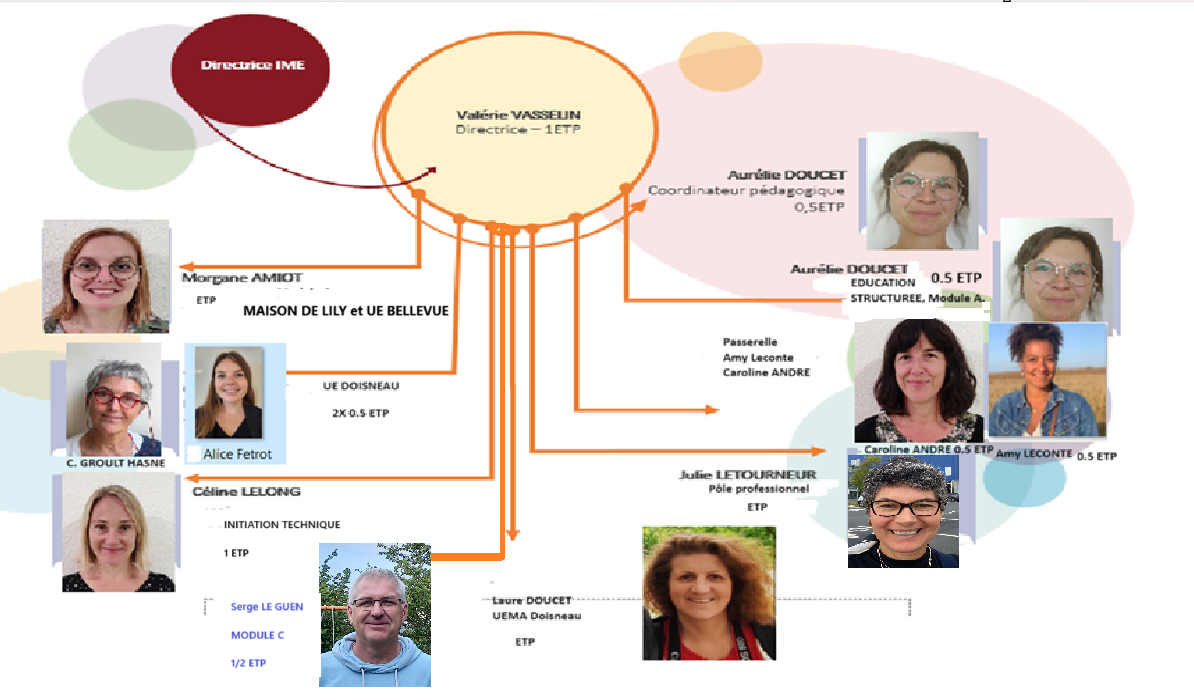 Directrice IME
Valérie VASSELIN
Directrice – 1ETP
Aurélie DOUCET
Coordinateur pédagogique
0,5ETP
Morgane AMIOT
ETP
MAISON DE LILY et UE BELLEVUE
Aurélie DOUCET
0.5 ETP
EDUCATION
STRUCTUREE, Module A.
Passerelle
Amy Leconte
Caroline ANDRE
UE DOISNEAU
2X 0.5 ETP
Alice Fetrot
C. GROULT HASNE
Caroline ANDRE 0.5 ETP
Amy LECONTE 0.5 ETP
Céline LELONG
INITIATION TECHNIQUE
1 ETP
Julie LETOURNEUR
Pôle professionnel
ETP
Serge LE GUEN
MODULE C
1/2 ETP
Laure DOUCET
UEMA Doisneau
ETP